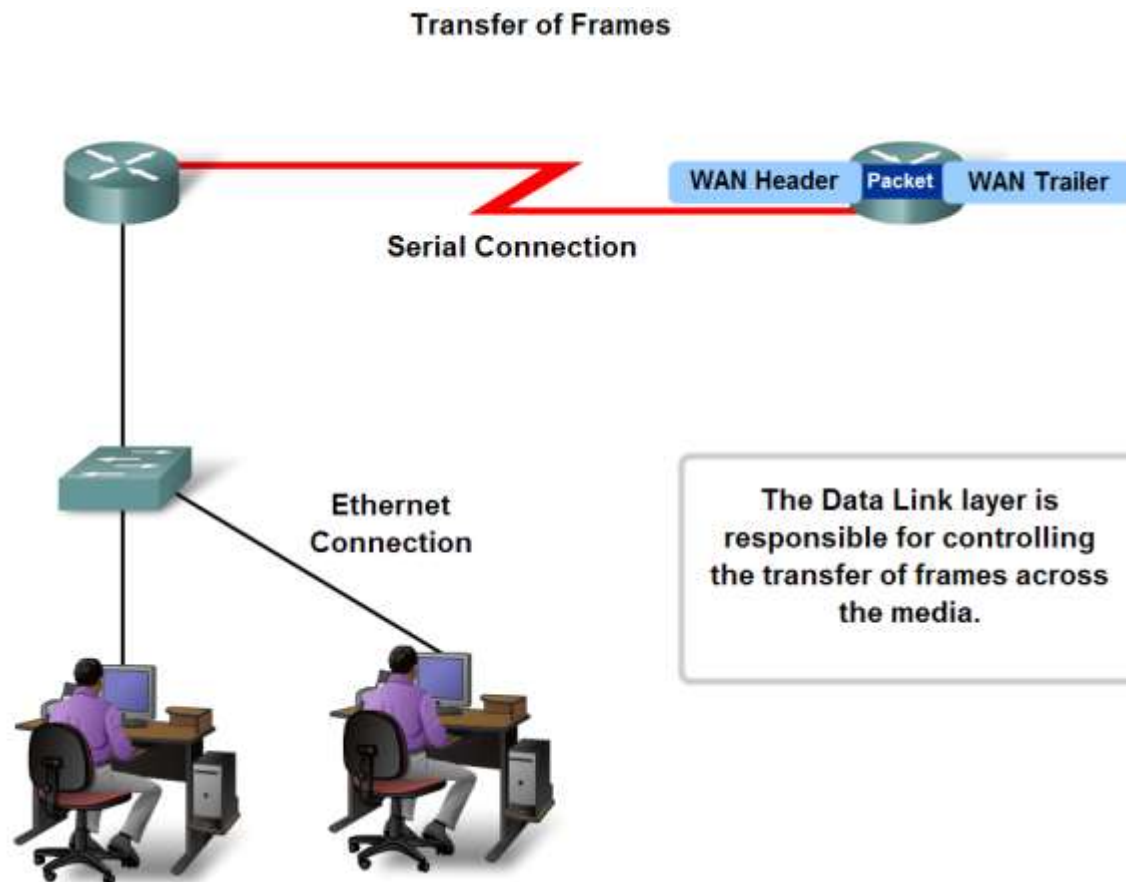 Transfer of Frames
WAN Header Packet WAN Trailer
Serial Connection
Ethernet
Connection
The Data Link layer is
responsible for controlling
the transfer of frames across
the media.